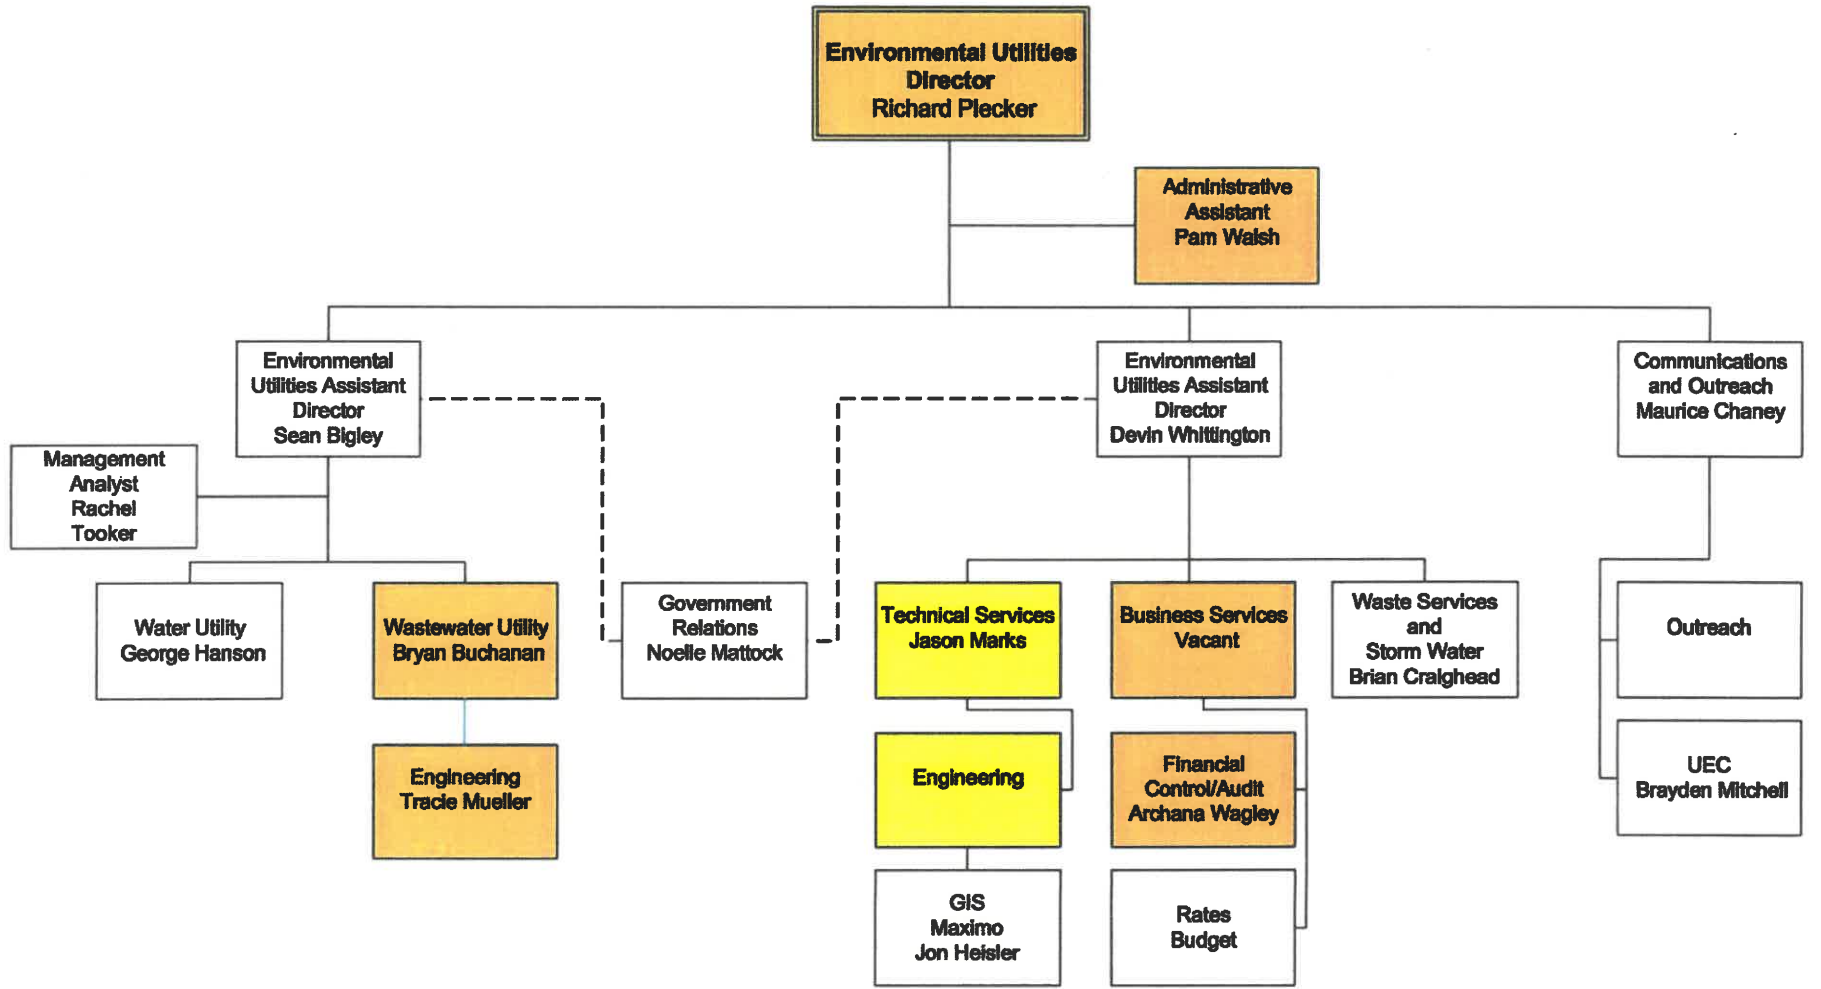 Environmental Utilities
Director
Richard Plecker
Administrative
Assistant
Pam Walsh
Environmental
Utilities Assistant
Director
Sean Bigley
Environmental
Utilities Assistant
Director
Devin Whittington
Communications
and Outreach
Maurice Chaney
Management
Analyst
Rachel
Tooker
Water Utility
George Hanson
Wastewater Utility
Bryan Buchanan
Government
Relations
Noelle Mattock
Technical Services
Jason Marks
Business Services
Vacant
Waste Services
and
Storm Water
Brian Craighead
Outreach
Engineering
Tracie Mueller
Engineering
Financial
Control/Audit
Archana Wagley
UEC
Brayden Mitchell
GIS
Maximo
Jon Heisler
Rates
Budget